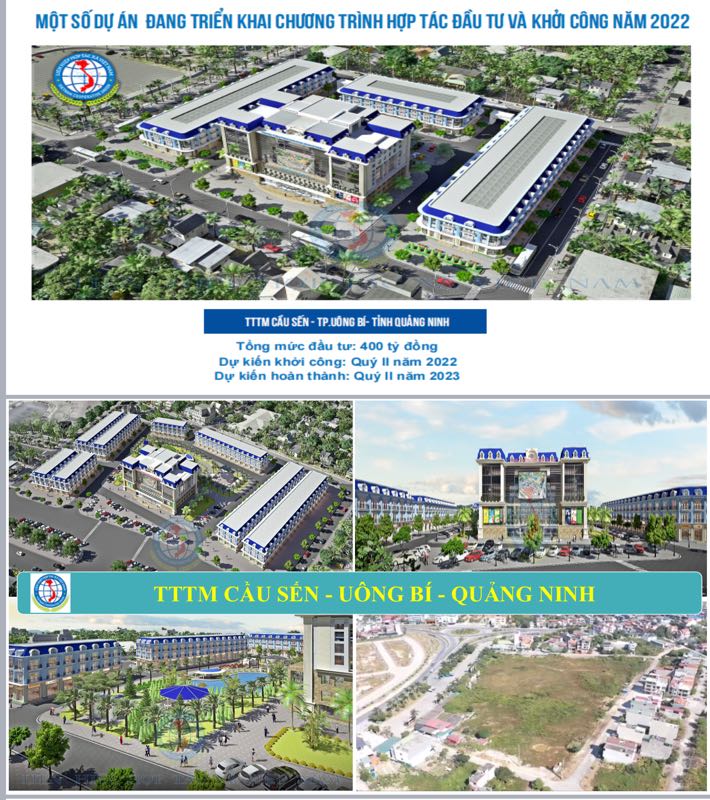 MỘT SỐ DỰ ÁN ĐANG TRIỂN KHAI CHƯƠNG TRÌNH HỢP TÁC ĐẦU TƯ VÀ KHỞI CÔNG NĂM 2022
TTTM CẦU SẾN - TP.UÔNG BÍ- TỈNH QUẢNG NINH
Tổng mức đầu tư: 400 tỷ đồng
Dự kiến khởi công: Quý II năm 2022
Dự kiến hoàn thành: Quý II năm 2023
TTTM CẦU SẾN - UÔNG BÍ - QUẢNG NINH